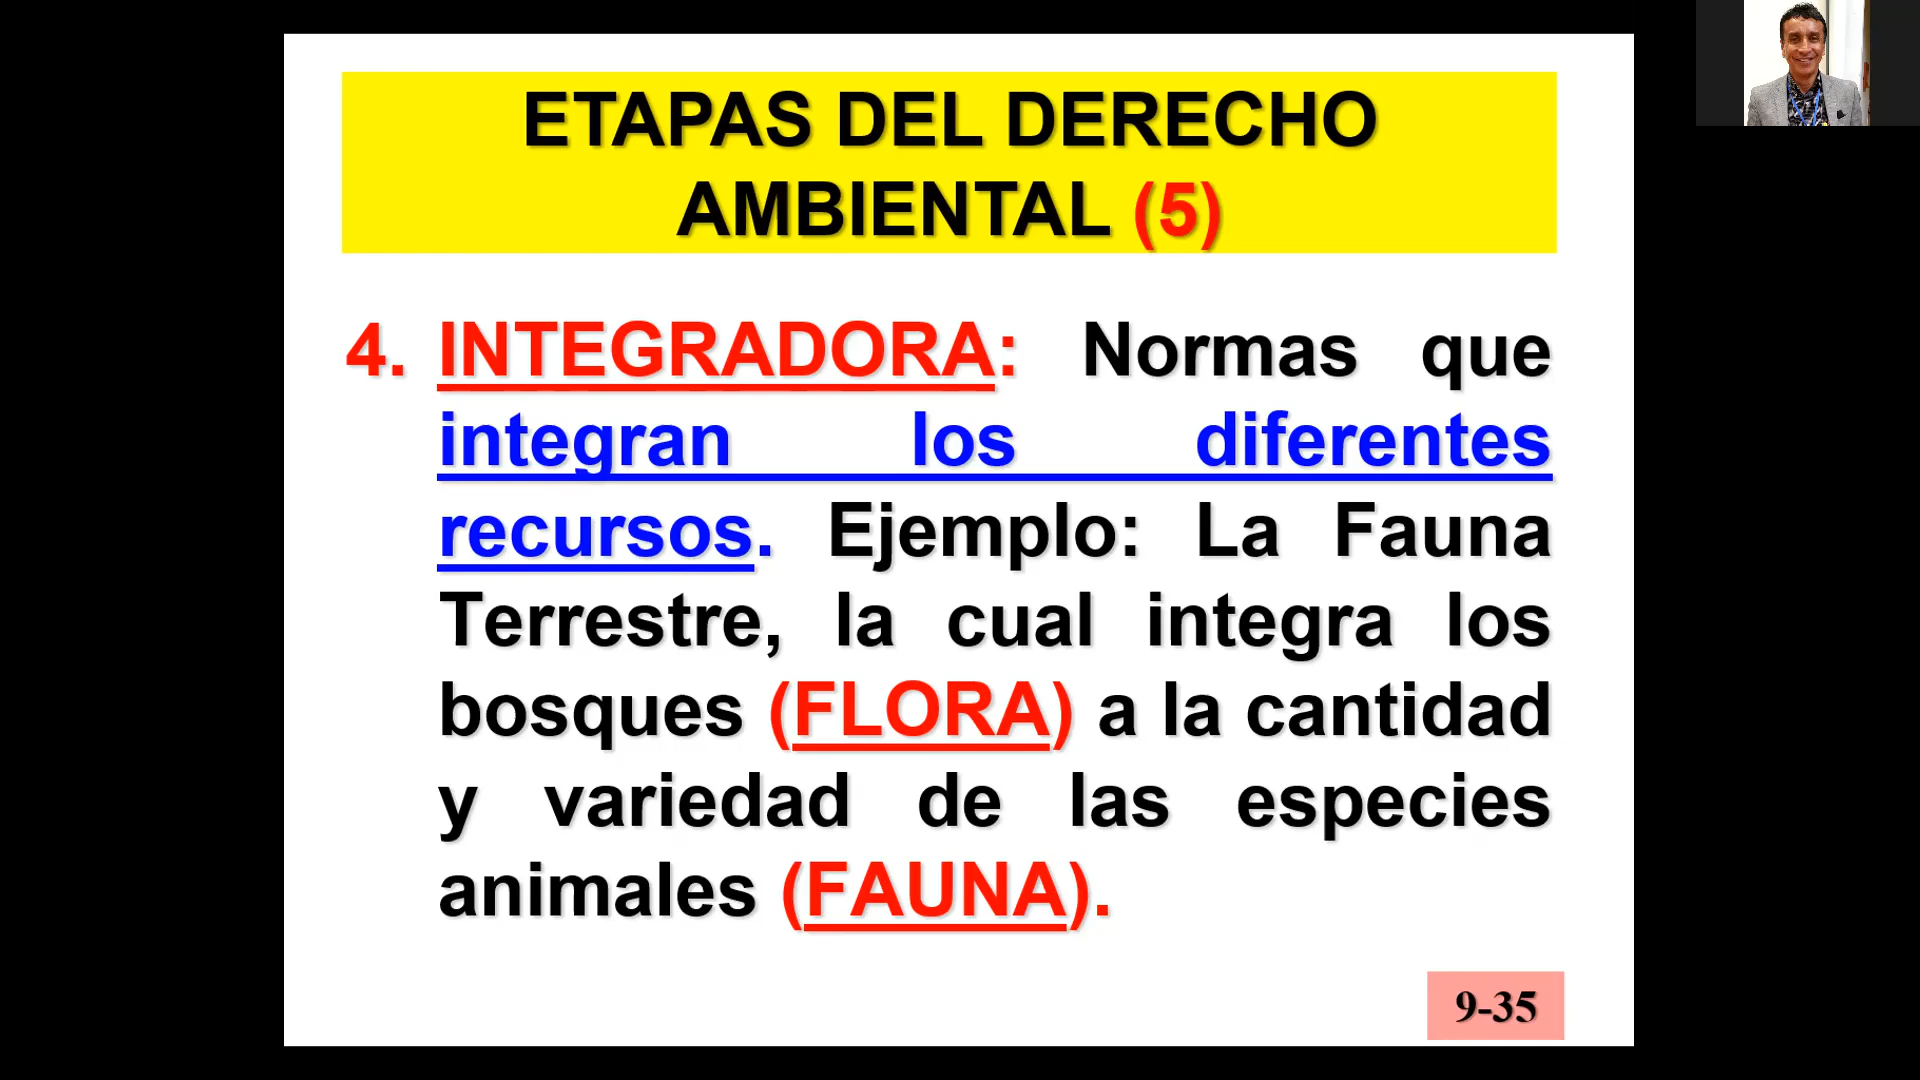 ETAPAS DEL DERECHO
AMBIENTAL (5)
4. INTEGRADORA: Normas que
integran los diferentes
recursos. Ejemplo: La Fauna
Terrestre, la cual integra los
bosques (FLORA) a la cantidad
y variedad de las especies
animales (FAUNA).
9-35